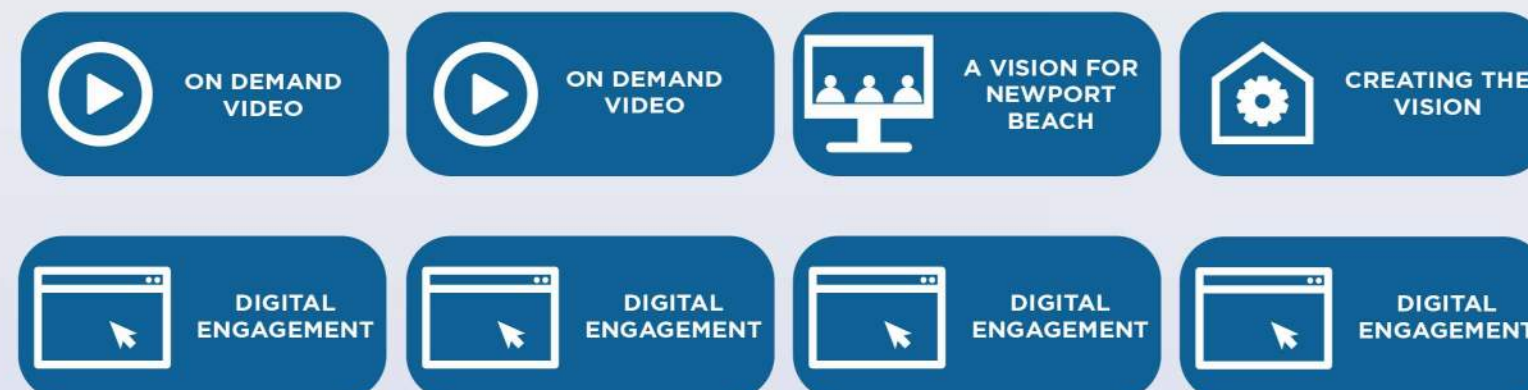 ON DEMAND
VIDEO
ON DEMAND
VIDEO
A VISION FOR
NEWPORT
BEACH
CREATING THE
VISION
DIGITAL
ENGAGEMENT
DIGITAL
ENGAGEMENT
DIGITAL
ENGAGEMENT
DIGITAL
ENGAGEMENT